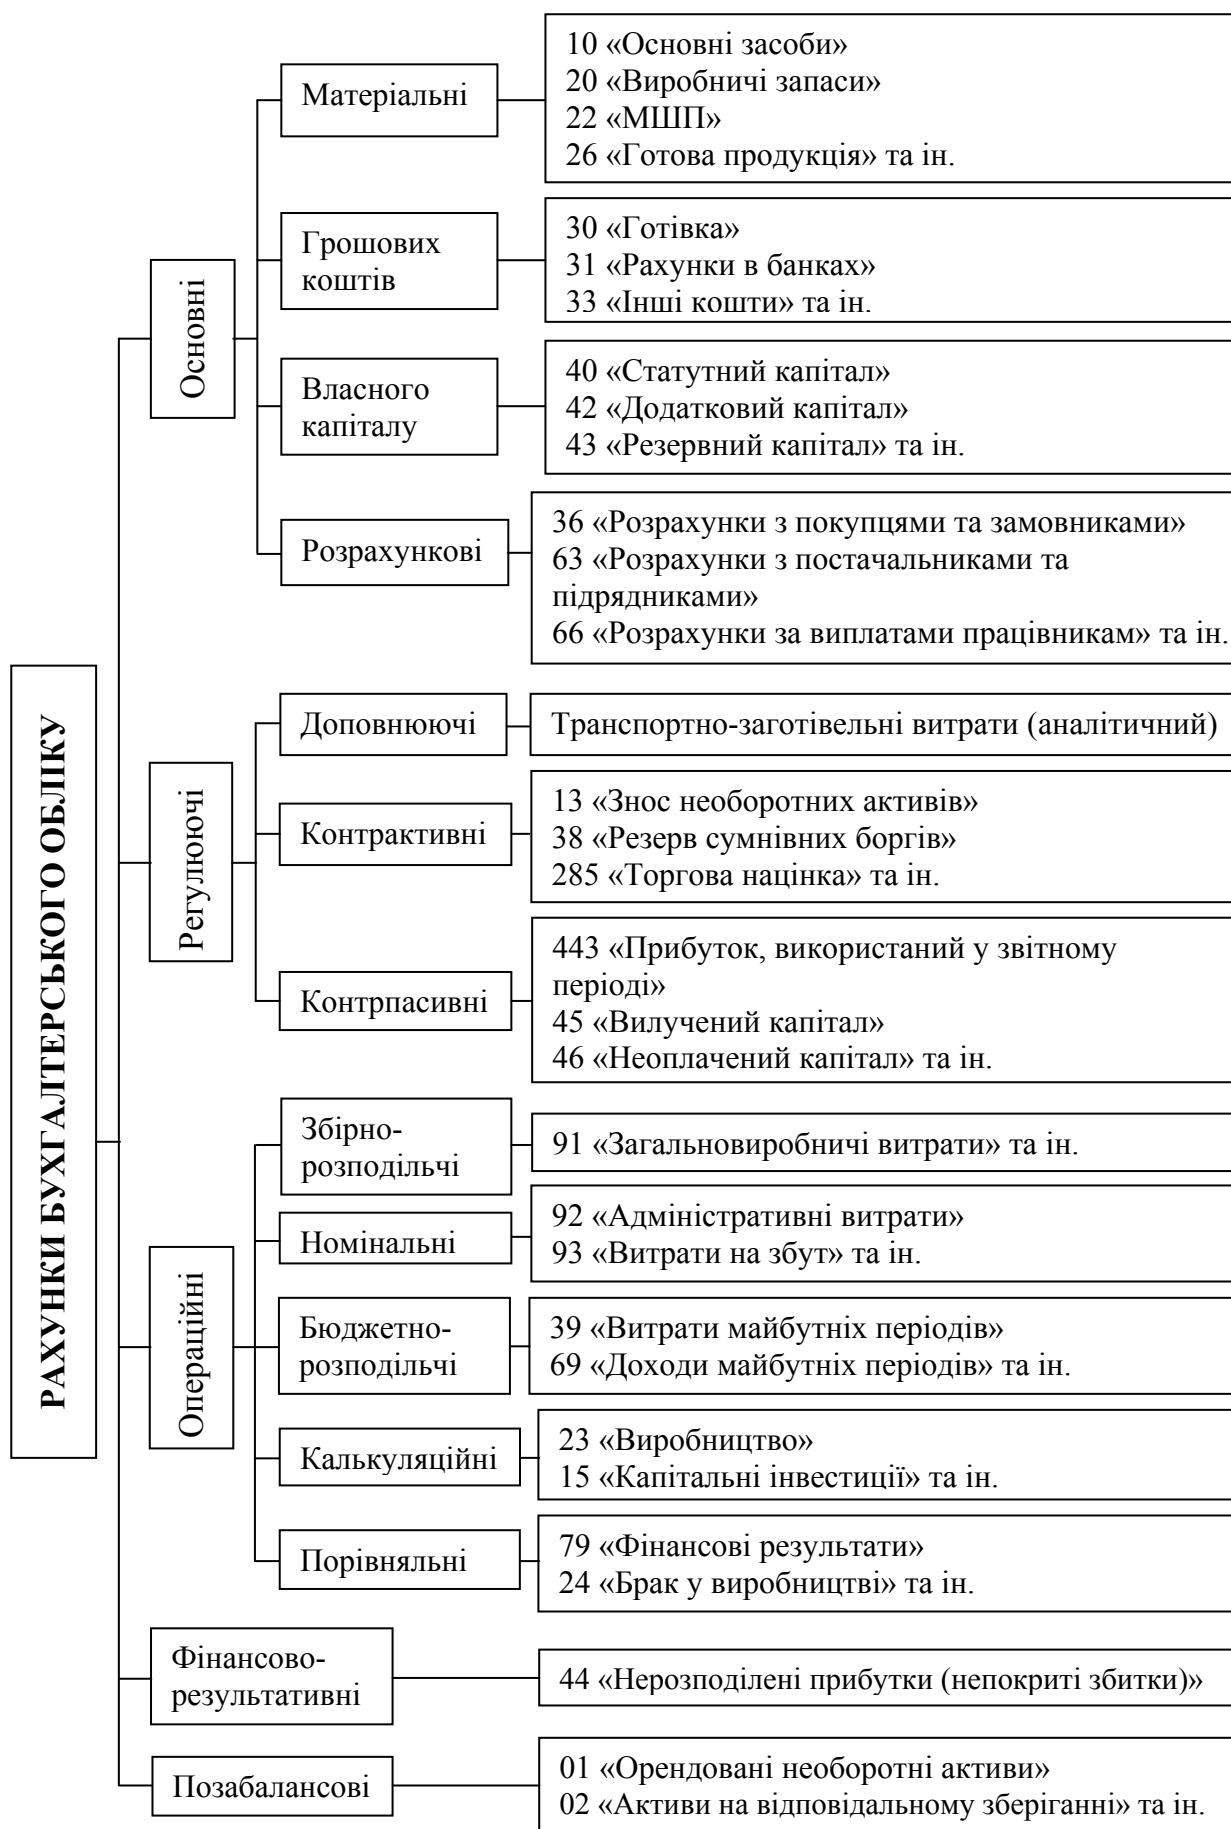 РАХУНКИ БУХГАЛТЕРСЬКОГО ОБЛІКУ
Основні
Матеріальні
10 «Основні засоби»
20 «Виробничі запаси»
22 «МШП»
26 «Готова продукція» та ін.
Грошових
коштів
30 «Готівка»
31 «Рахунки в банках»
33 «Інші кошти» та ін.
Власного
капіталу
40 «Статутний капітал»
42 «Додатковий капітал»
43 «Резервний капітал» та ін.
Розрахункові
36 «Розрахунки з покупцями та замовниками»
63 «Розрахунки з постачальниками та
підрядниками»
66 «Розрахунки за виплатами працівникам» та ін.
Регулюючі
Доповнюючі
Транспортно-заготівельні витрати (аналітичний)
Контрактивні
13 «Знос необоротних активів»
38 «Резерв сумнівних боргів»
285 «Торгова націнка» та ін.
Контрпасивні
443 «Прибуток, використаний у звітному
періоді»
45 «Вилучений капітал»
46 «Неоплачений капітал» та ін.
Операційні
Збірно-
розподільчі
91 «Загальновиробничі витрати» та ін.
Номінальні
92 «Адміністративні витрати»
93 «Витрати на збут» та ін.
Бюджетно-
розподільчі
39 «Витрати майбутніх періодів»
69 «Доходи майбутніх періодів» та ін.
Калькуляційні
23 «Виробництво»
15 «Капітальні інвестиції» та ін.
Порівняльні
79 «Фінансові результати»
24 «Брак у виробництві» та ін.
Фінансово-
результативні
44 «Нерозподілені прибутки (непокриті збитки)»
Позабалансові
01 «Орендовані необоротні активи»
02 «Активи на відповідальному зберіганні» та ін.